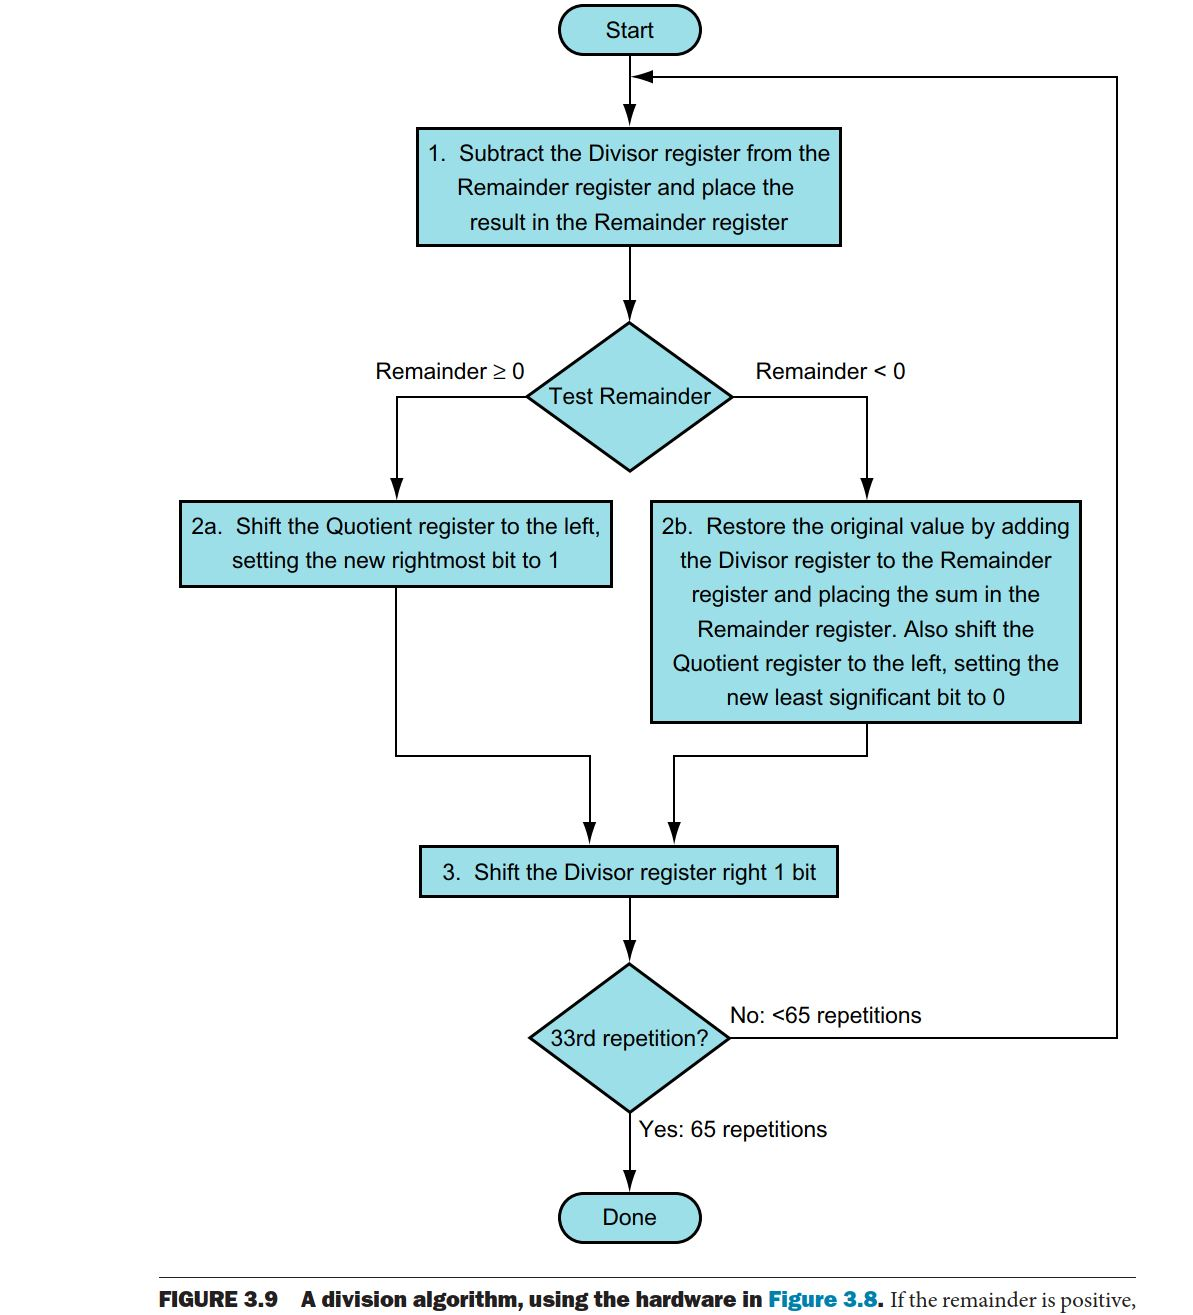 Start
1. Subtract the Divisor register from the
Remainder register and place the
result in the Remainder register
Remainder ≥ 0
Remainder < 0
Test Remainder
2a. Shift the Quotient register to the left,
setting the new rightmost bit to 1
2b. Restore the original value by adding
the Divisor register to the Remainder
register and placing the sum in the
Remainder register. Also shift the
Quotient register to the left, setting the
new least significant bit to 0
3. Shift the Divisor register right 1 bit
33rd repetition?
No: <65 repetitions
Yes: 65 repetitions
Done
FIGURE 3.9 A division algorithm, using the hardware in Figure 3.8. If the remainder is positive,